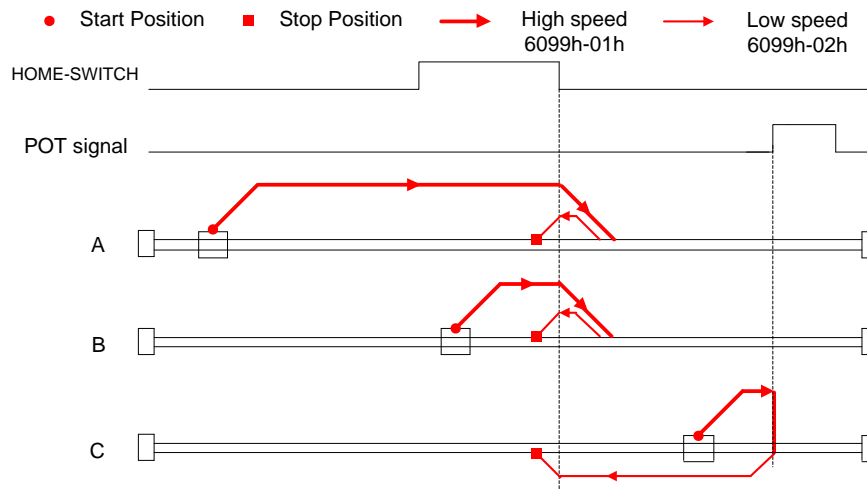 Start Position
Stop Position
High speed
6099h-01h
Low speed
6099h-02h
HOME-SWITCH
POT signal
A
B
C